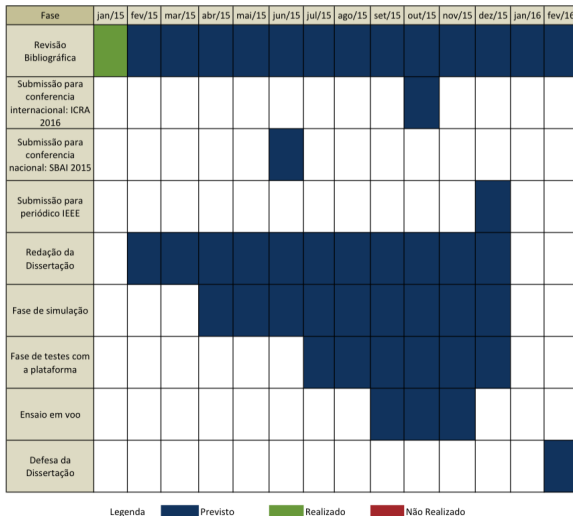 Fase jan/15 fev/15 mar/15 abr/15 mai/15 jun/15 jul/15 ago/15 set/15 out/15 nov/15 dez/15 jan/16 fev/16
Revisão
Bibliográfica
Submissão para
conferencia
internacional: ICRA
2016
Submissão para
conferencia
nacional: SBAI 2015
Submissão para
periódico IEEE
Redação da
Dissertação
Fase de simulação
Fase de testes com
a plataforma
Ensaio em voo
Defesa da
Dissertação
Legenda Previsto Realizado Não Realizado